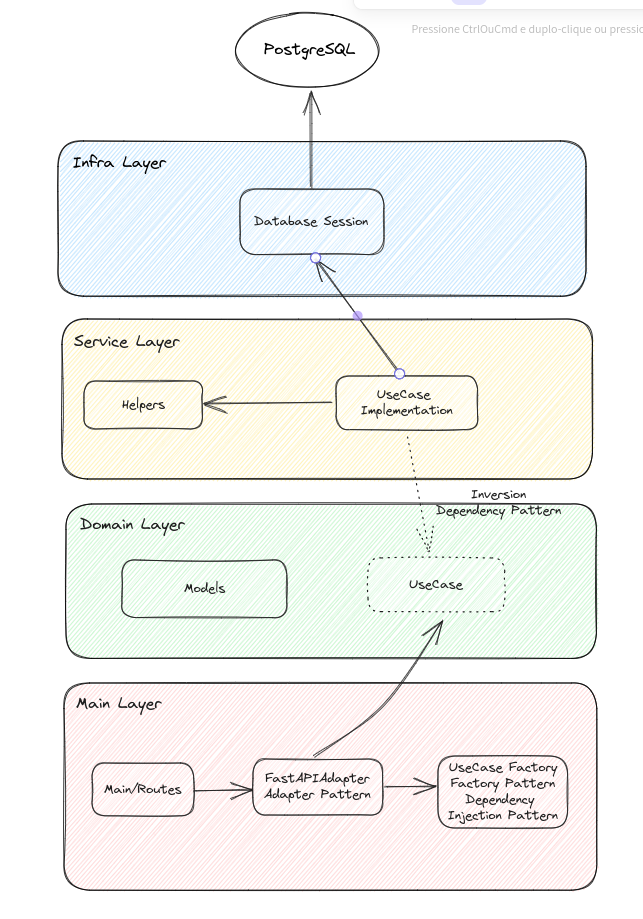 Pressione CtrlOuCmd e duplo-clique ou pressio
PostgreSQL
Infra Layer
Database Session
Service Layer
Helpers
UseCase
Implementation
Inversion
Dependency Pattern
Domain Layer
Models
UseCase
Main Layer
Main/Routes
FastAPIAdapter
Adapter Pattern
UseCase Factory
Factory Pattern
Dependency
Injection Pattern